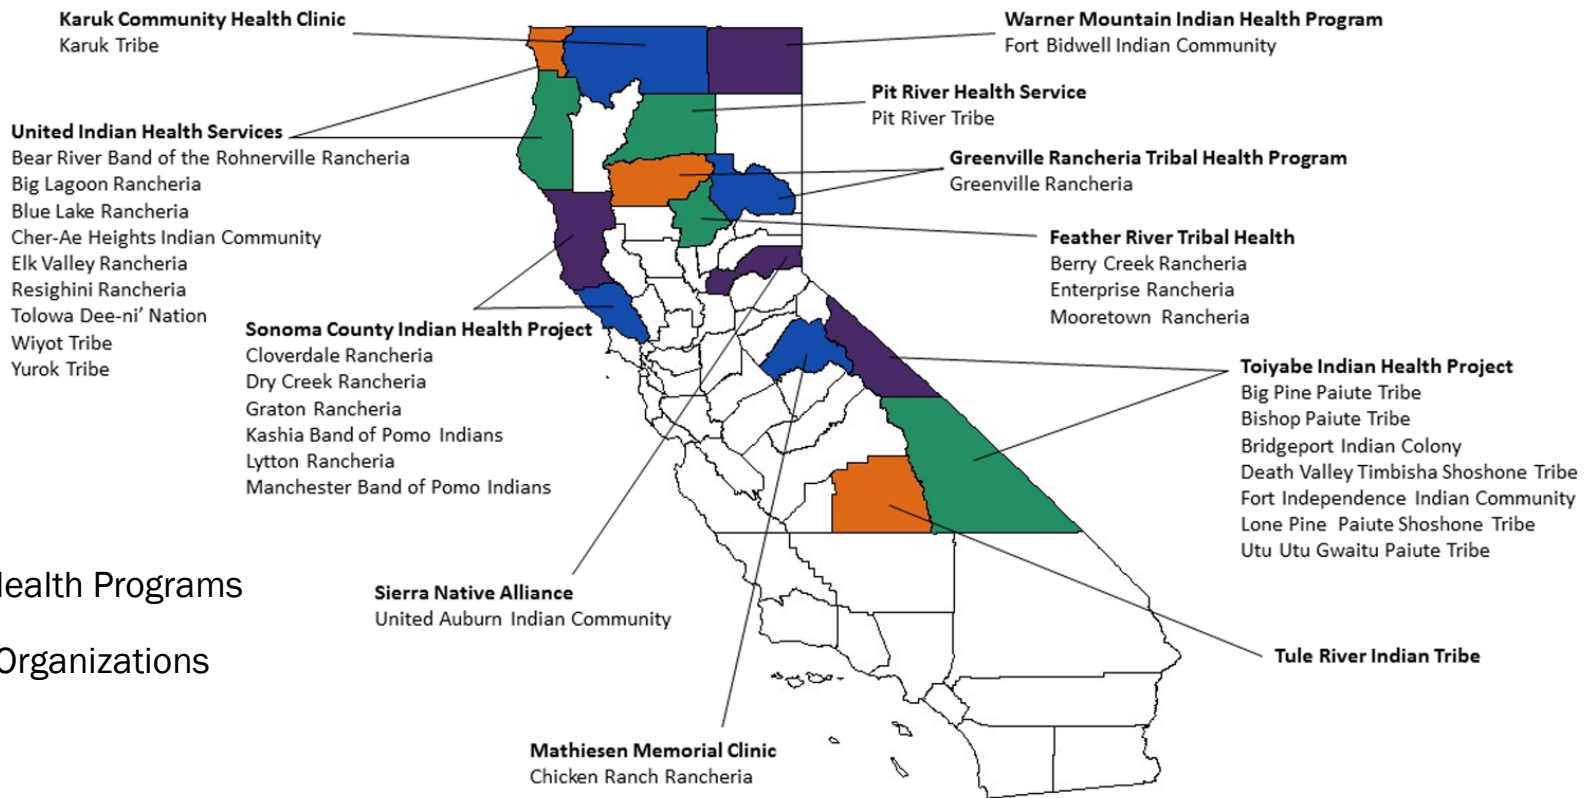 Karuk Community Health Clinic
Karuk Tribe
Warner Mountain Indian Health Program
Fort Bidwell Indian Community
Pit River Health Service
Pit River Tribe
United Indian Health Services
Bear River Band of the Rohnerville Rancheria
Big Lagoon Rancheria
Blue Lake Rancheria
Cher-Ae Heights Indian Community
Elk Valley Rancheria
Resighini Rancheria
Tolowa Dee-ni' Nation
Wiyot Tribe
Yurok Tribe
Greenville Rancheria Tribal Health Program
Greenville Rancheria
Feather River Tribal Health
Berry Creek Rancheria
Enterprise Rancheria
Mooretown Rancheria
Sonoma County Indian Health Project
Cloverdale Rancheria
Dry Creek Rancheria
Graton Rancheria
Kashia Band of Pomo Indians
Lytton Rancheria
Manchester Band of Pomo Indians
Toiyabe Indian Health Project
Big Pine Paiute Tribe
Bishop Paiute Tribe
Bridgeport Indian Colony
Death Valley Timbisha Shoshone Tribe
Fort Independence Indian Community
Lone Pine Paiute Shoshone Tribe
Utu Utu Gwaitu Paiute Tribe
Health Programs
Organizations
Sierra Native Alliance
United Auburn Indian Community
Tule River Indian Tribe
Mathiesen Memorial Clinic
Chicken Ranch Rancheria